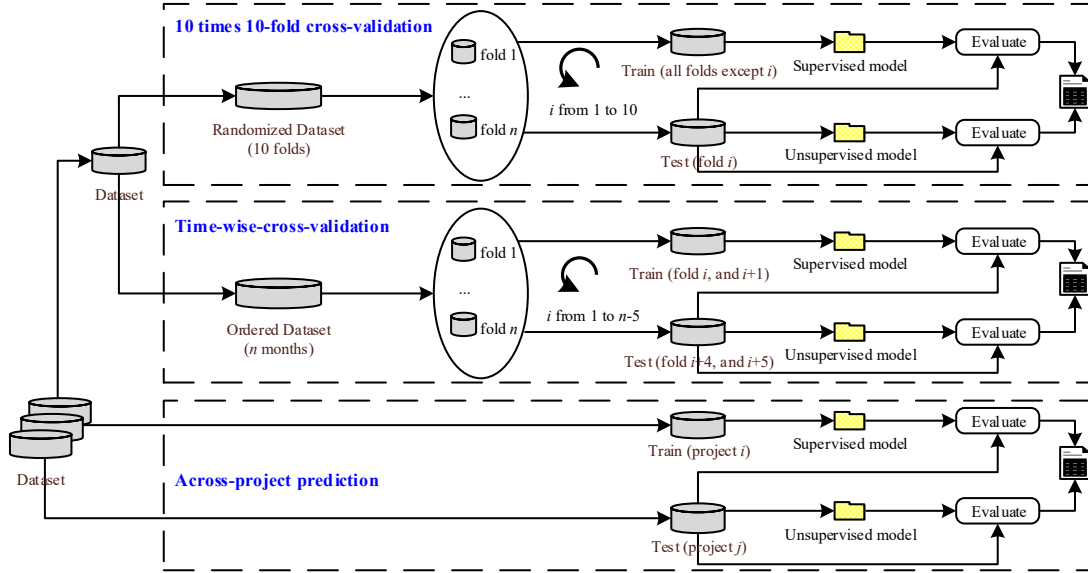 10 times 10-fold cross-validation
fold 1
...
fold n
i from 1 to 10
Randomized Dataset
(10 folds)
Train (all folds except i)
Supervised model
Evaluate
Test (fold i)
Unsupervised model
Evaluate
Dataset
Time-wise-cross-validation
fold 1
...
fold n
i from 1 to n-5
Ordered Dataset
(n months)
Train (fold i, and i+1)
Supervised model
Evaluate
Test (fold i+4, and i+5)
Unsupervised model
Evaluate
Dataset
Across-project prediction
Train (project i)
Supervised model
Evaluate
Test (project j)
Unsupervised model
Evaluate